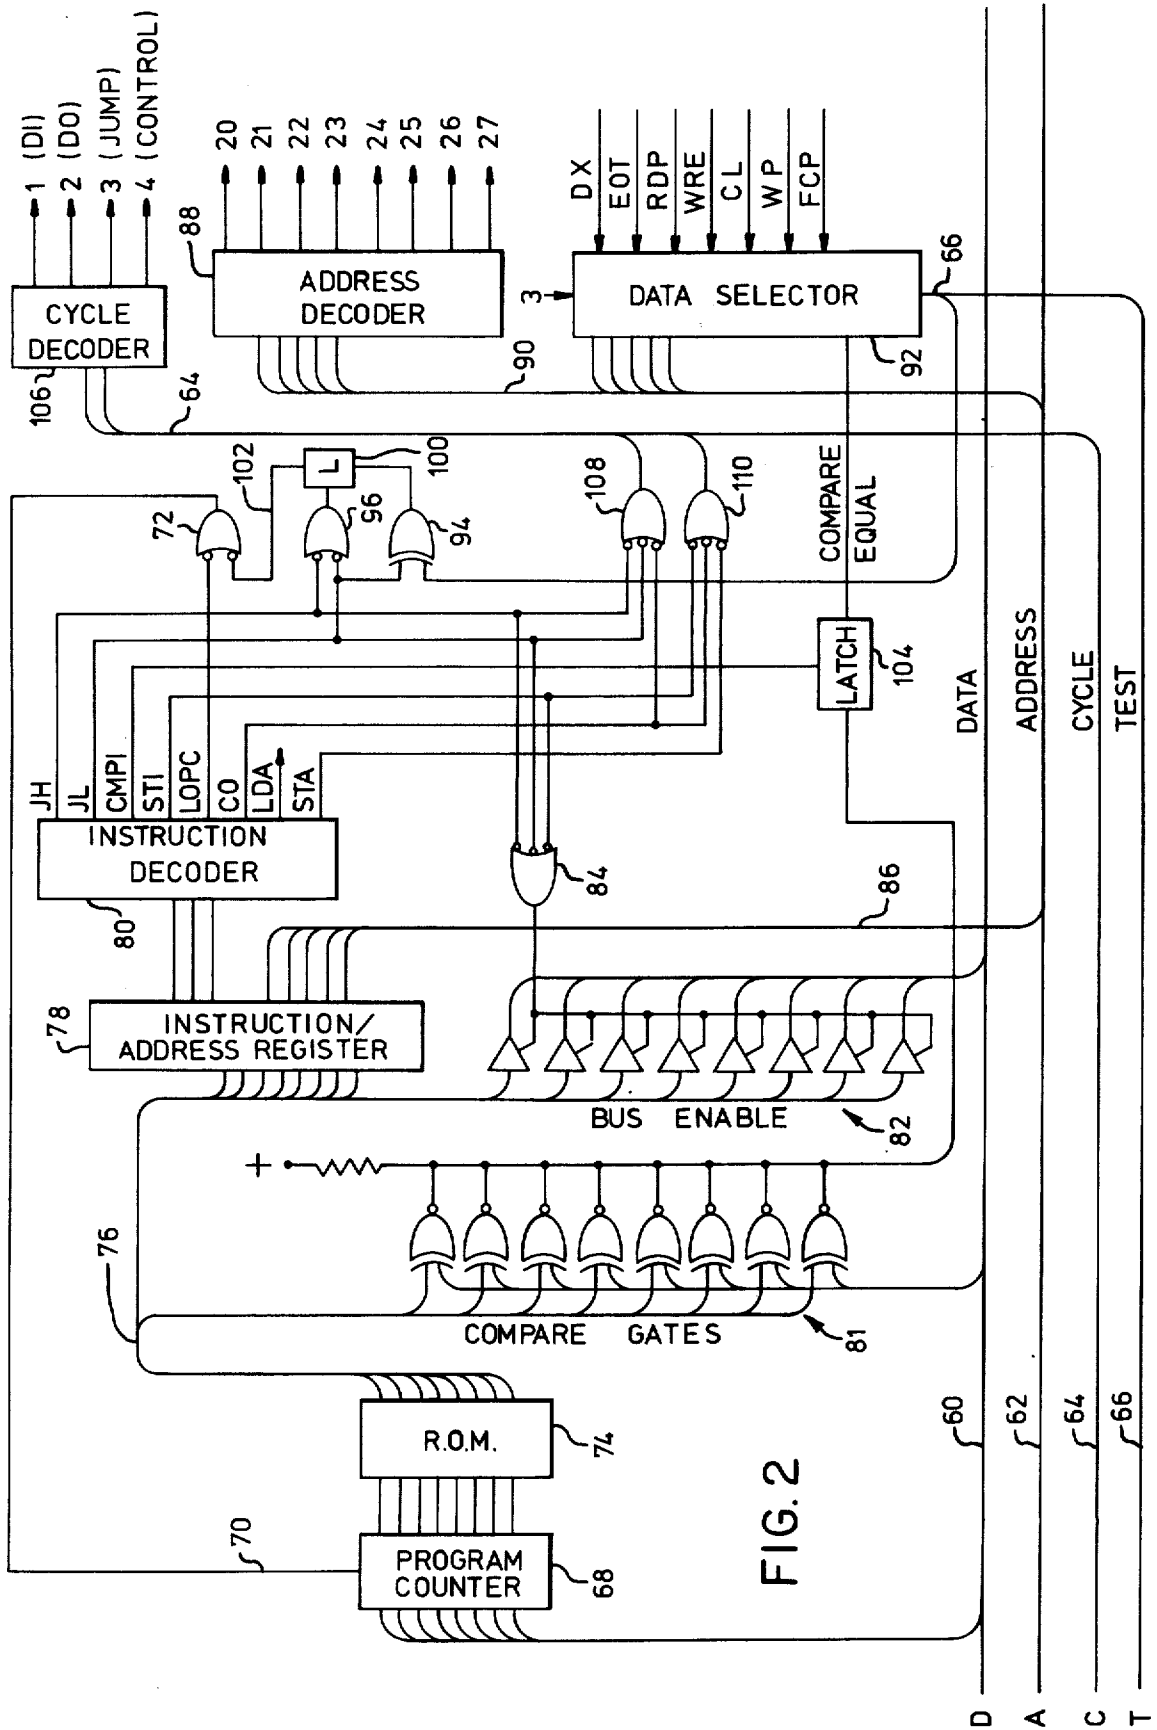 1 (DI)
2 (DO)
3 (JUMP)
4 (CONTROL)
CYCLE
DECODER
106
64
88
20
21
22
23
24
25
26
27
ADDRESS
DECODER
90
DX
EOT
RDP
WRE
CL
WP
FCP
3
DATA SELECTOR
92
66
72
102
L
100
96
94
108
110
COMPARE
EQUAL
LATCH
104
JH
JL
CMPI
STI
LOPC
CO
LDA
STA
INSTRUCTION
DECODER
80
84
86
78
INSTRUCTION/
ADDRESS REGISTER
BUS ENABLE
82
+
76
COMPARE GATES
81
R.O.M.
74
70
PROGRAM
COUNTER
68
DATA
ADDRESS
CYCLE
TEST
60
62
64
66
D
A
C
T
FIG. 2